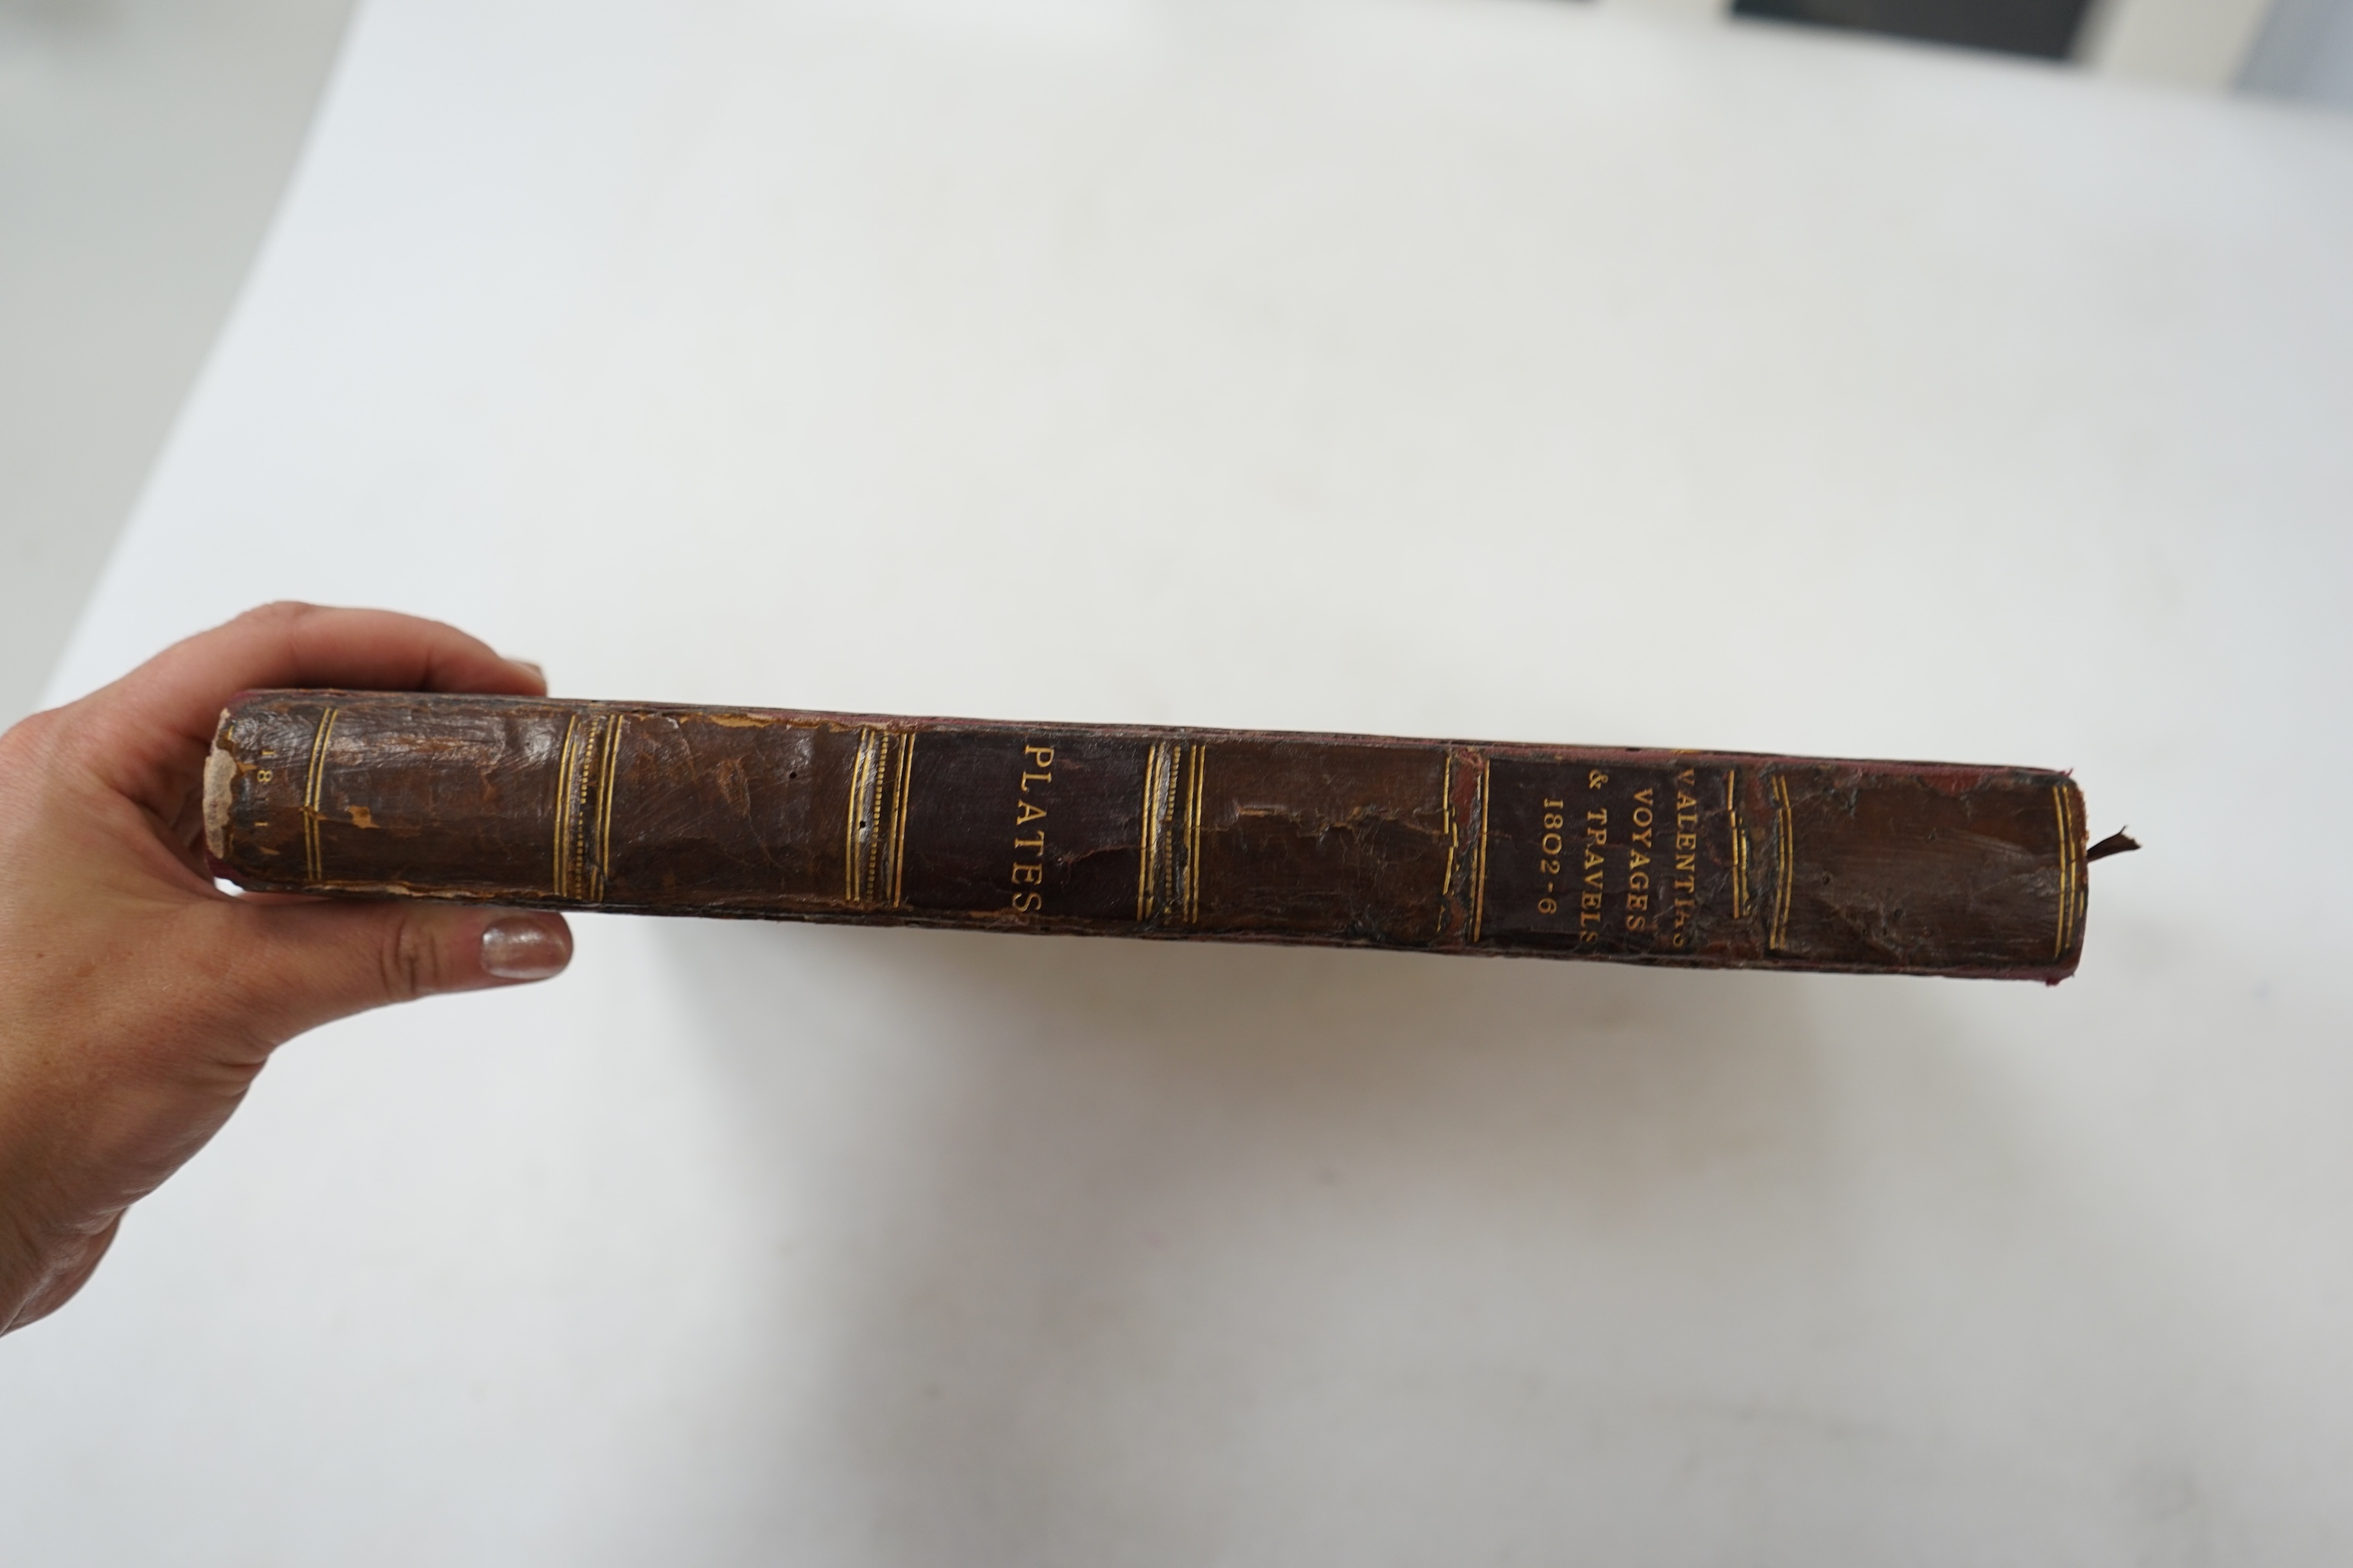 VALENTIA'S
VOYAGES
& TRAVELS
1802-6
PLATES
1811